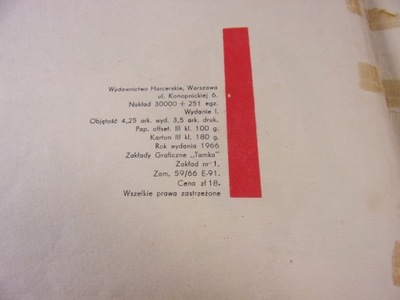 Wydawnictwo Harcerskie, Warszawa
ul. Konopnickiej 6.
Nakład 30000 + 251 egz.
Wydanie I.
Objętość 4,25 ark. wyd. 3,5 ark. druk.
Pap. offset. III kl. 100 g.
Karton III kl. 180 g.
Rok wydania 1966
Zakłady Graficzne „Tamka”
Zakład nr 1.
Zam. 59/66 E-91.
Cena zł 18.
Wszelkie prawa zastrzeżone